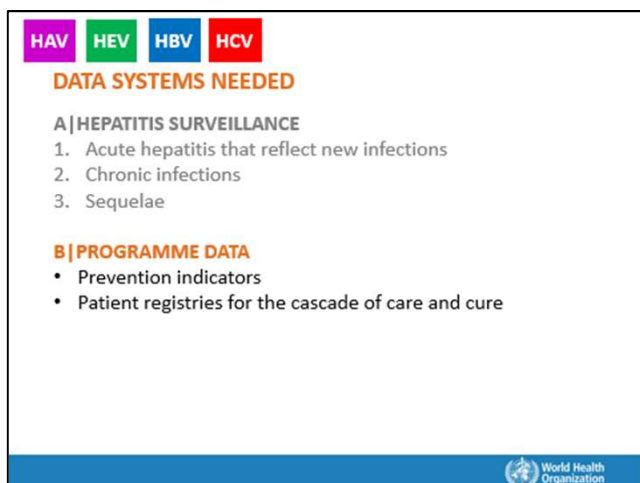 HAV HEV HBV HCV
DATA SYSTEMS NEEDED
A|HEPATITIS SURVEILLANCE
1. Acute hepatitis that reflect new infections
2. Chronic infections
3. Sequelae
B|PROGRAMME DATA
• Prevention indicators
• Patient registries for the cascade of care and cure
World Health
Organization